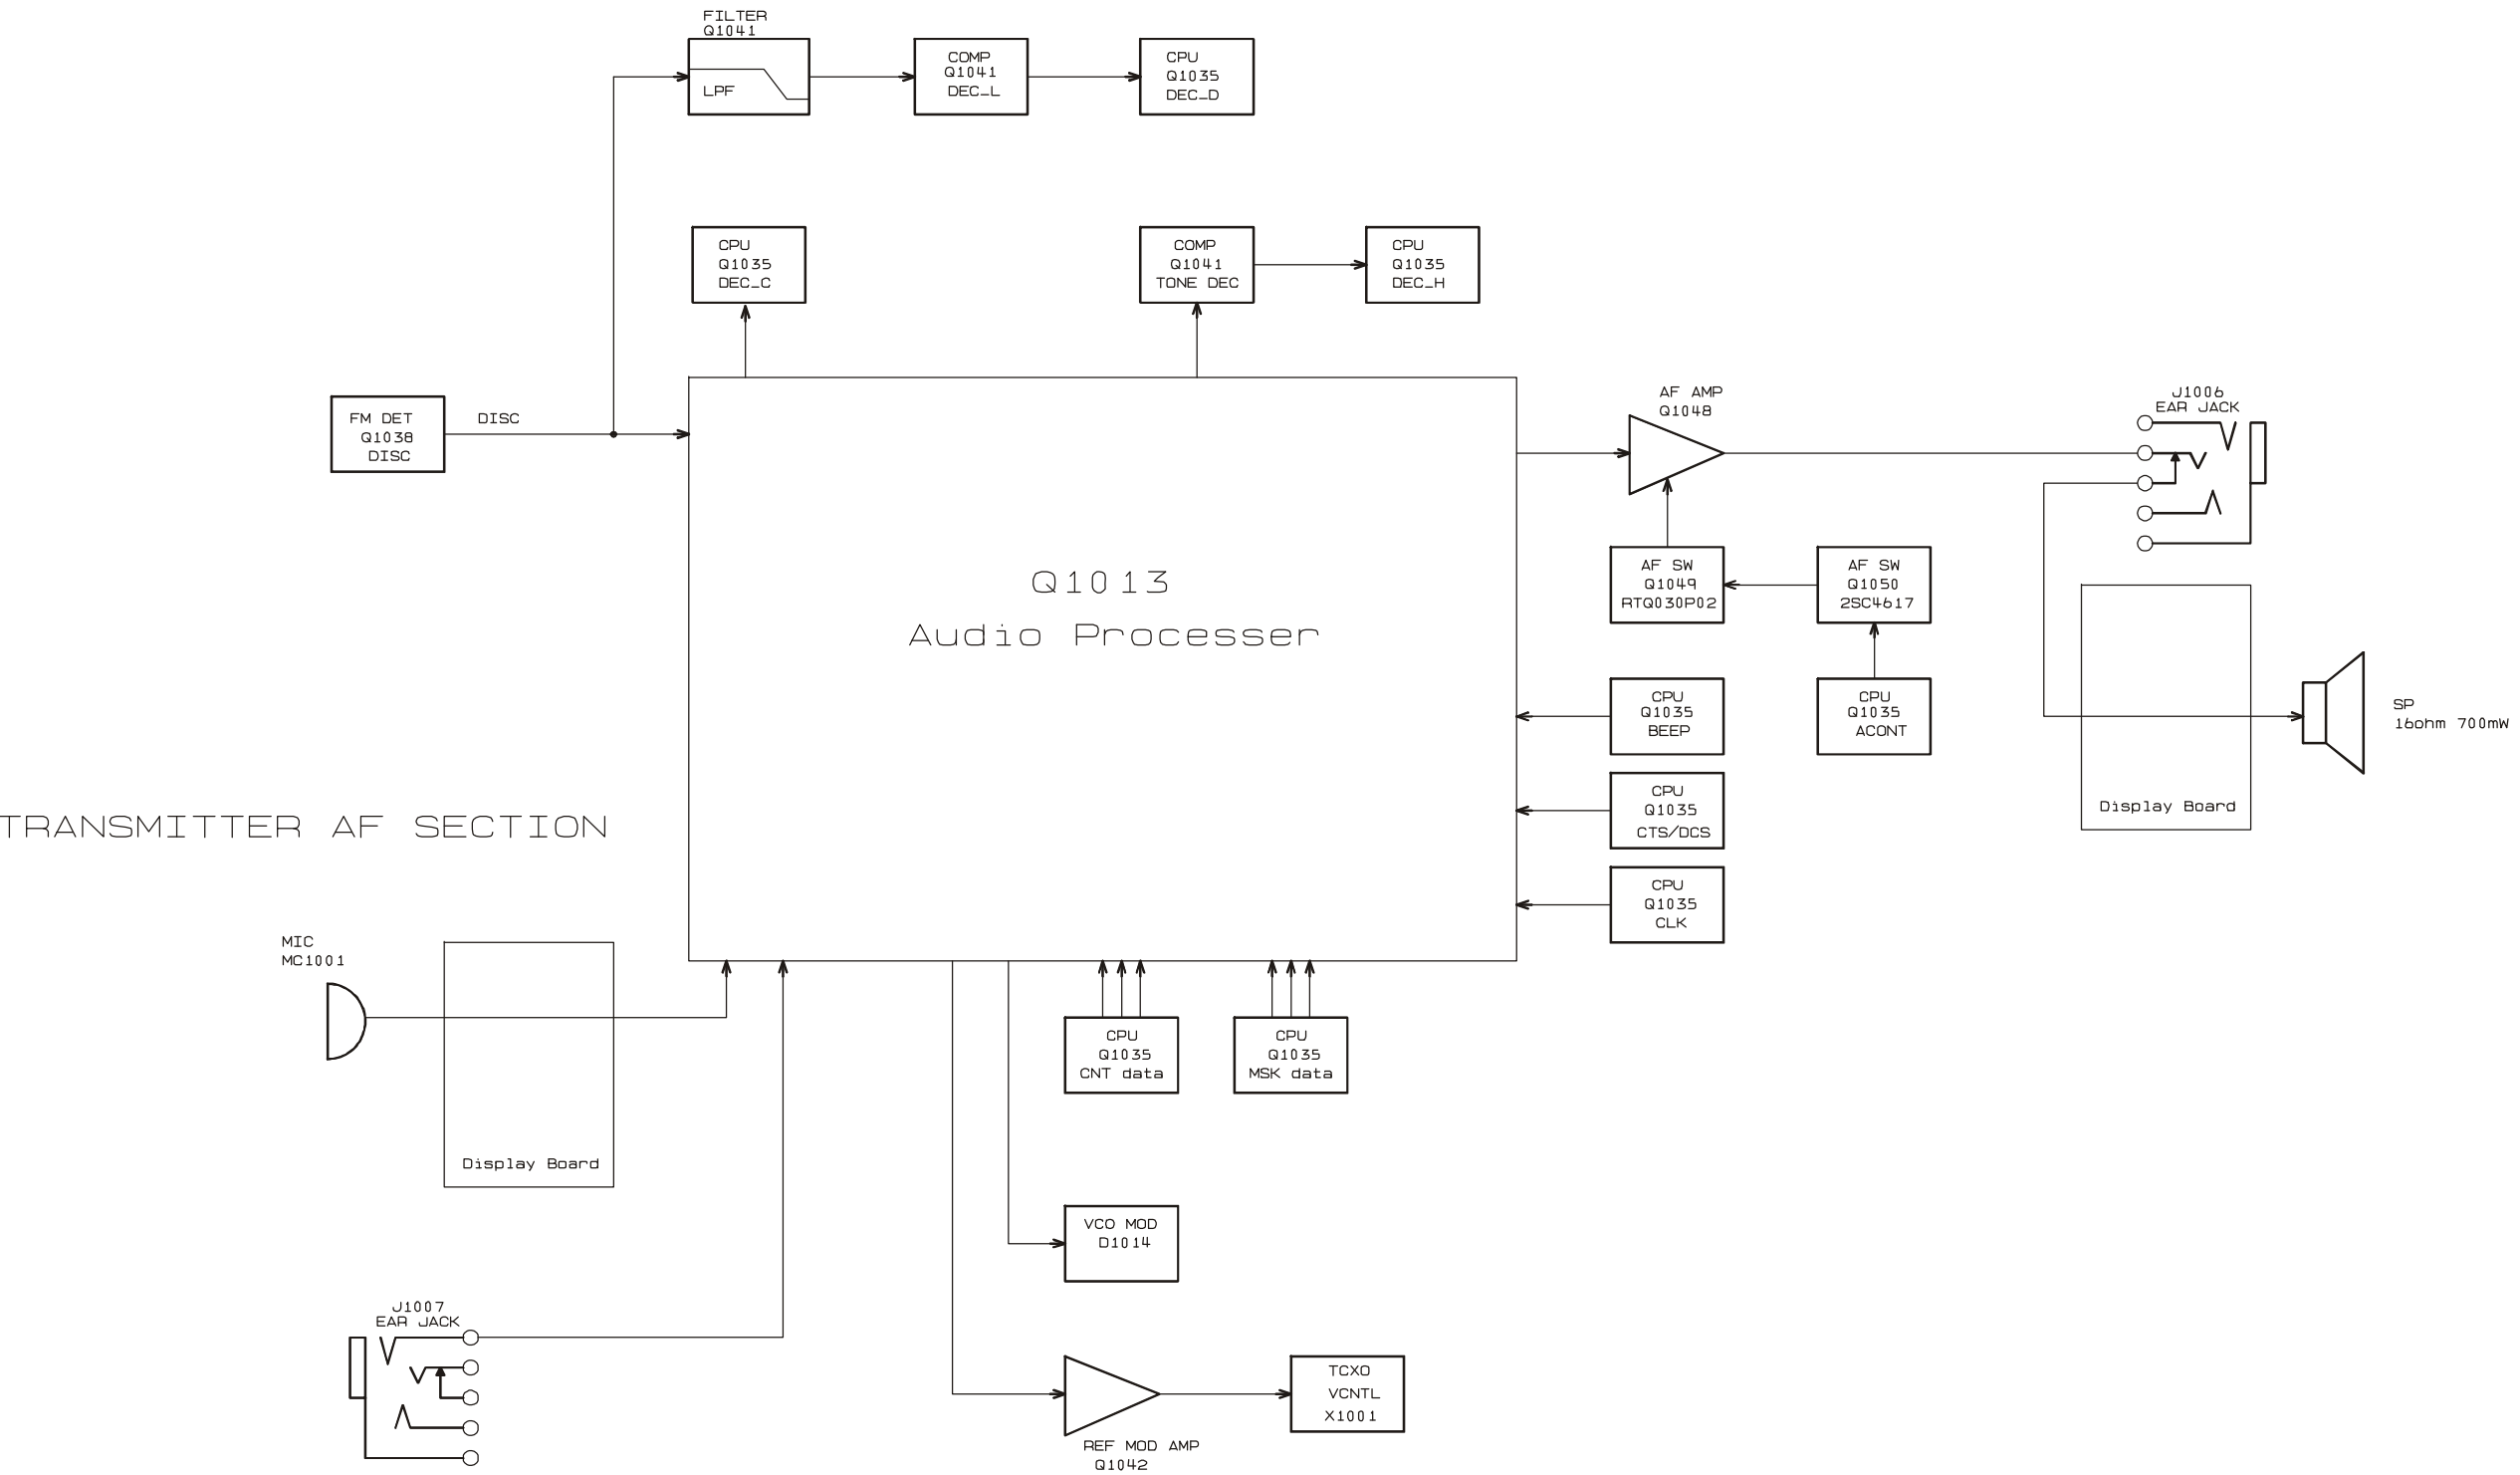 FILTER
Q1041
LPF
COMP
Q1041
DEC_L
CPU
Q1035
DEC_D
CPU
Q1035
DEC_C
COMP
Q1041
TONE DEC
CPU
Q1035
DEC_H
FM DET
Q1038
DISC
DISC
AF AMP
Q1048
J1006
EAR JACK
Q1013
Audio Processer
AF SW
Q1049
RTQ030P02
AF SW
Q1050
2SC4617
CPU
Q1035
BEEP
CPU
Q1035
ACONT
SP
16ohm 700mW
Display Board
CPU
Q1035
CTS/DCS
CPU
Q1035
CLK
TRANSMITTER AF SECTION
MIC
MC1001
Display Board
CPU
Q1035
CNT data
CPU
Q1035
MSK data
VCO MOD
D1014
J1007
EAR JACK
TCXO
VCNTL
X1001
REF MOD AMP
Q1042